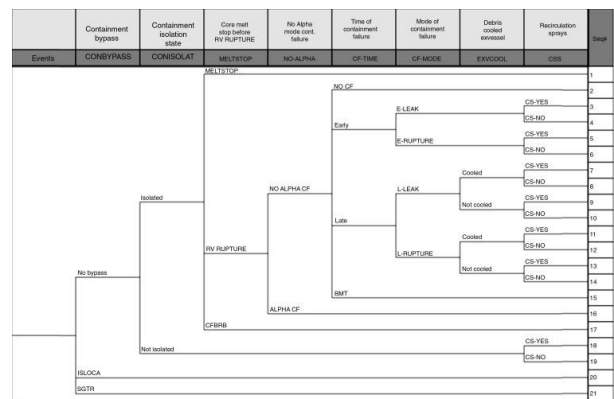 Containment bypass
Containment isolation state
Core melt stop before RV RUPTURE
No Alpha mode cont. failure
Time of containment failure
Mode of containment failure
Debris cooled exvessel
Recirculation sprays
Seq#
Events CONBYPASS CONISOLAT MELTSTOP NO-ALPHA CF-TIME CF-MODE EXVCOOL CSS
MELTSTOP 1
NO CF 2
CS-YES 3
E-LEAK
CS-NO 4
Early
CS-YES 5
E-RUPTURE
CS-NO 6
CS-YES 7
Cooled
CS-NO 8
NO ALPHA CF L-LEAK
Isolated
CS-YES 9
Not cooled
CS-NO 10
Late
CS-YES 11
Cooled
CS-NO 12
RV RUPTURE L-RUPTURE
CS-YES 13
Not cooled
No bypass
CS-NO 14
BMT 15
ALPHA CF 16
CFBRB 17
CS-YES 18
Not isolated
CS-NO 19
ISLOCA 20
SGTR 21